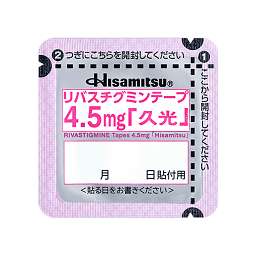 ②つぎにこちらを開封してください
①
ここから開封してください
Hisamitsu®
リバスチグミンテープ
4.5mg「久光」
RIVASTIGMINE Tapes 4.5mg「Hisamitsu」
月 日貼付用
<貼る日をお書きください>